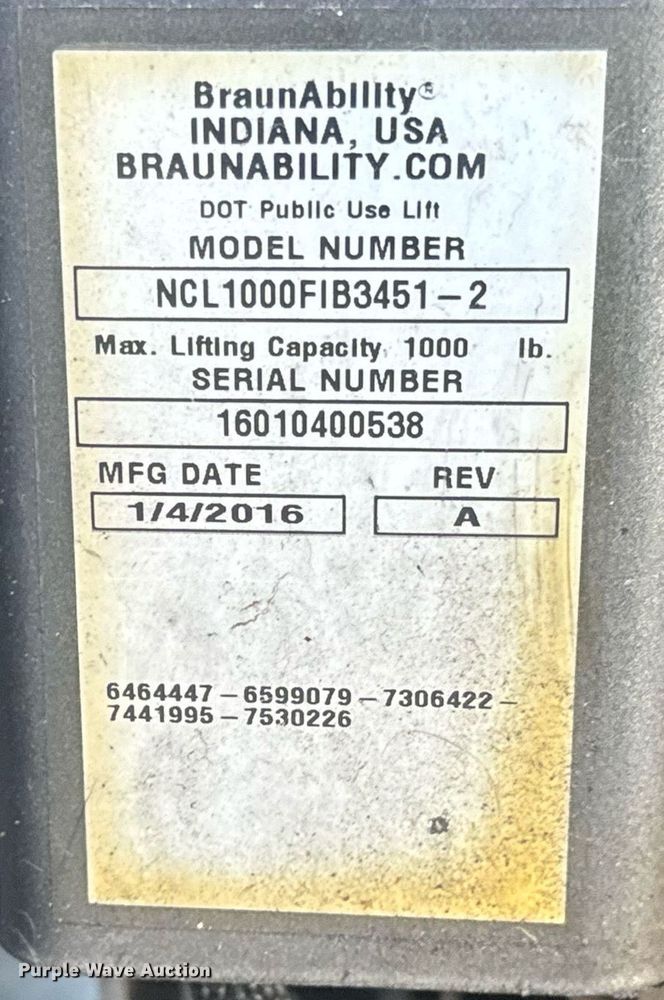 BraunAbility®
INDIANA, USA
BRAUNABILITY.COM
DOT Public Use Lift
MODEL NUMBER
NCL1000FIB3451-2
Max. Lifting Capacity 1000 lb.
SERIAL NUMBER
16010400538
MFG DATE REV
1/4/2016 A
6464447-6599079-7306422-
7441995-7530226
Purple Wave Auction